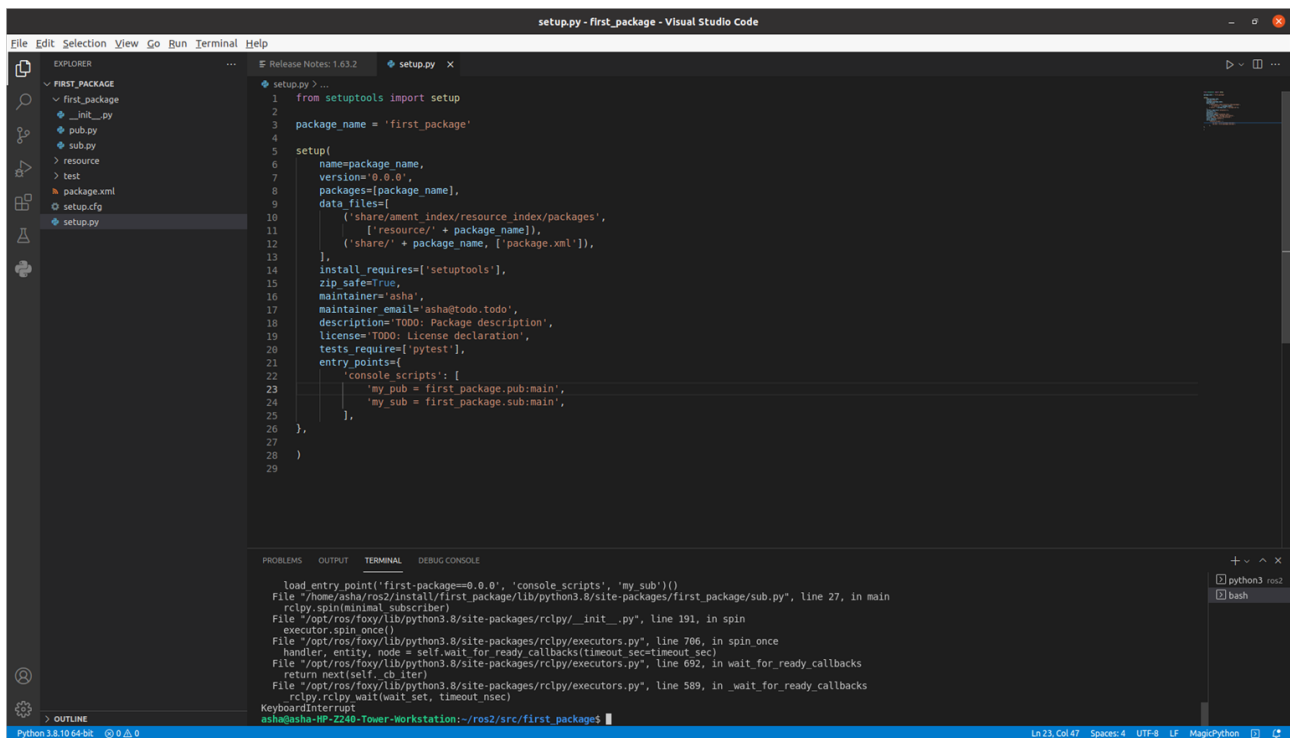 setup.py - first_package - Visual Studio Code
File Edit Selection View Go Run Terminal Help
EXPLORER
FIRST_PACKAGE
first_package
__init__.py
pub.py
sub.py
resource
test
package.xml
setup.cfg
setup.py
OUTLINE
Release Notes: 1.63.2
setup.py
setup.py > ...
1 from setuptools import setup
2
3 package_name = 'first_package'
4
5 setup(
6 name=package_name,
7 version='0.0.0',
8 packages=[package_name],
9 data_files=[
10 ('share/ament_index/resource_index/packages',
11 ['resource/' + package_name]),
12 ('share/' + package_name, ['package.xml']),
13 ],
14 install_requires=['setuptools'],
15 zip_safe=True,
16 maintainer='asha',
17 maintainer_email='asha@todo.todo',
18 description='TODO: Package description',
19 license='TODO: License declaration',
20 tests_require=['pytest'],
21 entry_points={
22 'console_scripts': [
23 'my_pub = first_package.pub:main',
24 'my_sub = first_package.sub:main',
25 ],
26 },
27
28 )
29
PROBLEMS OUTPUT TERMINAL DEBUG CONSOLE
load_entry_point('first-package==0.0.0', 'console_scripts', 'my_sub')()
File "/home/asha/ros2/install/first_package/lib/python3.8/site-packages/first_package/sub.py", line 27, in main
rclpy.spin(minimal_subscriber)
File "/opt/ros/foxy/lib/python3.8/site-packages/rclpy/__init__.py", line 191, in spin
executor.spin_once()
File "/opt/ros/foxy/lib/python3.8/site-packages/rclpy/executors.py", line 706, in spin_once
handler, entity, node = self.wait_for_ready_callbacks(timeout_sec=timeout_sec)
File "/opt/ros/foxy/lib/python3.8/site-packages/rclpy/executors.py", line 692, in wait_for_ready_callbacks
return next(self._cb_iter)
File "/opt/ros/foxy/lib/python3.8/site-packages/rclpy/executors.py", line 589, in _wait_for_ready_callbacks
_rclpy.rclpy_wait(wait_set, timeout_nsec)
KeyboardInterrupt
asha@asha-HP-Z240-Tower-Workstation:~/ros2/src/first_package$
python3 ros2
bash
Python 3.8.10 64-bit 0 0
Ln 23, Col 47 Spaces: 4 UTF-8 LF MagicPython